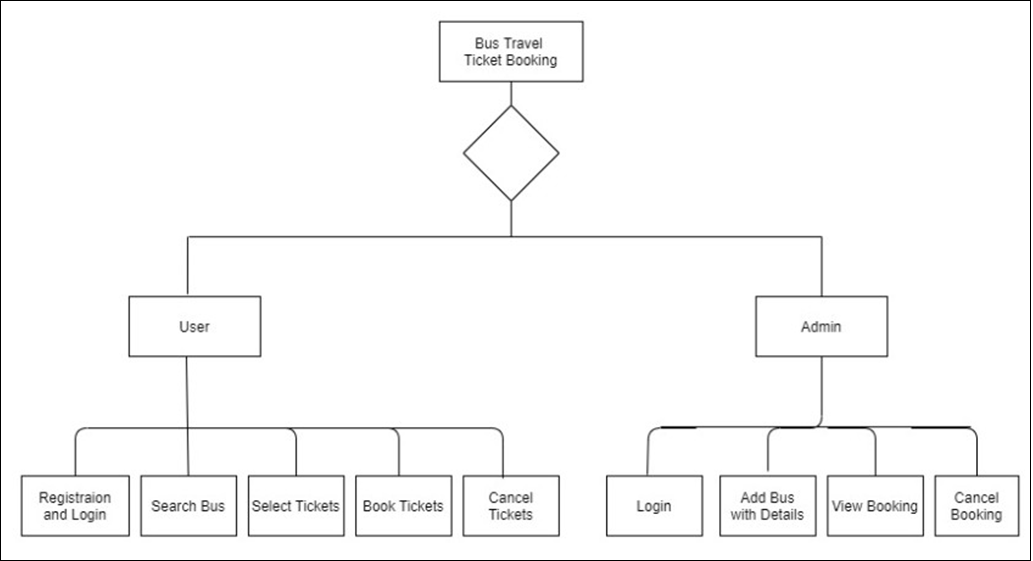 Bus Travel
Ticket Booking
User
Admin
Registraion
and Login
Search Bus
Select Tickets
Book Tickets
Cancel
Tickets
Login
Add Bus
with Details
View Booking
Cancel
Booking